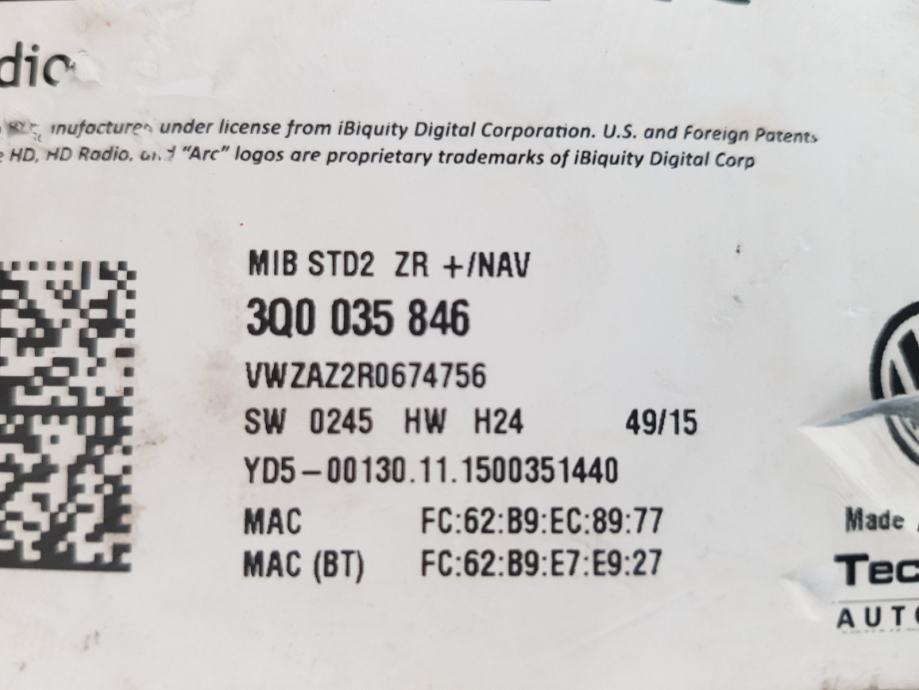 dio
under license from iBiquity Digital Corporation. U.S. and Foreign Patents
HD, HD Radio, and "Arc" logos are proprietary trademarks of iBiquity Digital Corp
MIB STD2 ZR +/NAV
3Q0 035 846
VWZAZ2R0674756
SW 0245 HW H24 49/15
YD5-00130.11.1500351440
MAC FC:62:B9:EC:89:77
MAC (BT) FC:62:B9:E7:E9:27
Made
Tec
AUTO